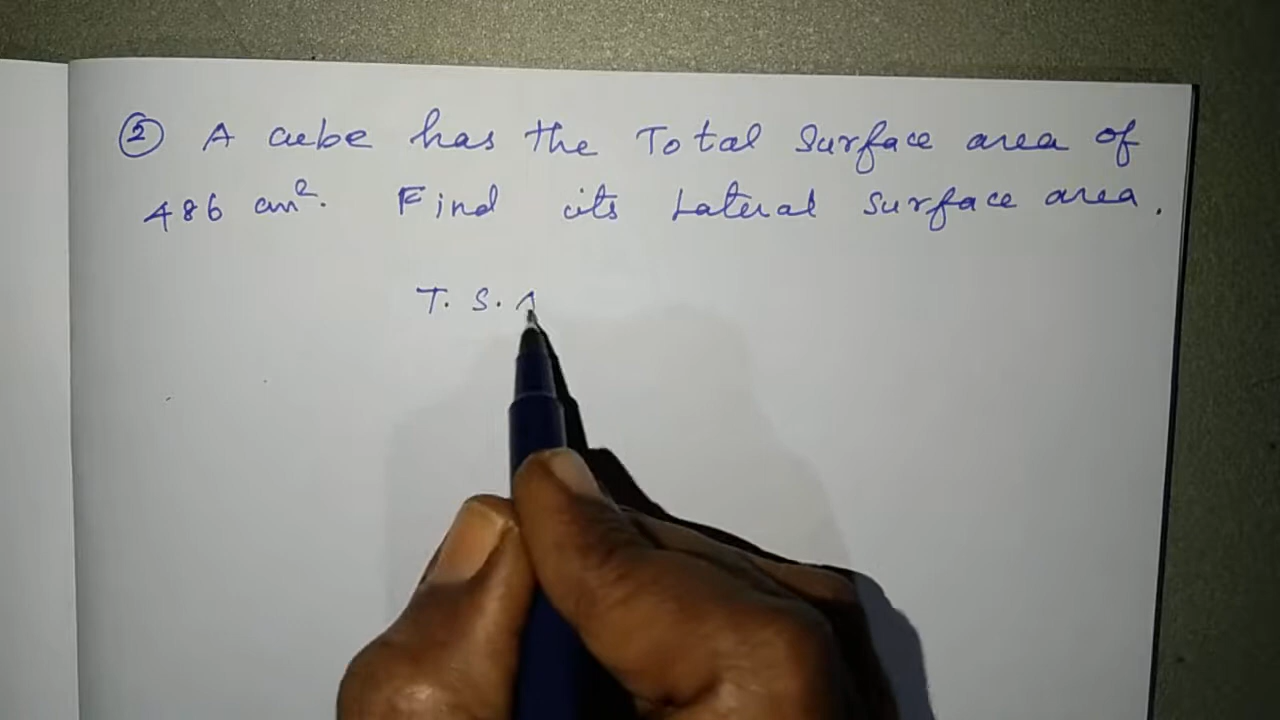 ② A cube has the Total Surface area of
486 cm². Find its Lateral Surface area.
T. S. A